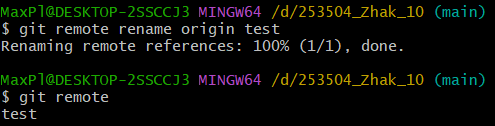 MaxPl@DESKTOP-2SSCCJ3 MINGW64 /d/253504_Zhak_10 (main)
$ git remote rename origin test
Renaming remote references: 100% (1/1), done.
MaxPl@DESKTOP-2SSCCJ3 MINGW64 /d/253504_Zhak_10 (main)
$ git remote
test